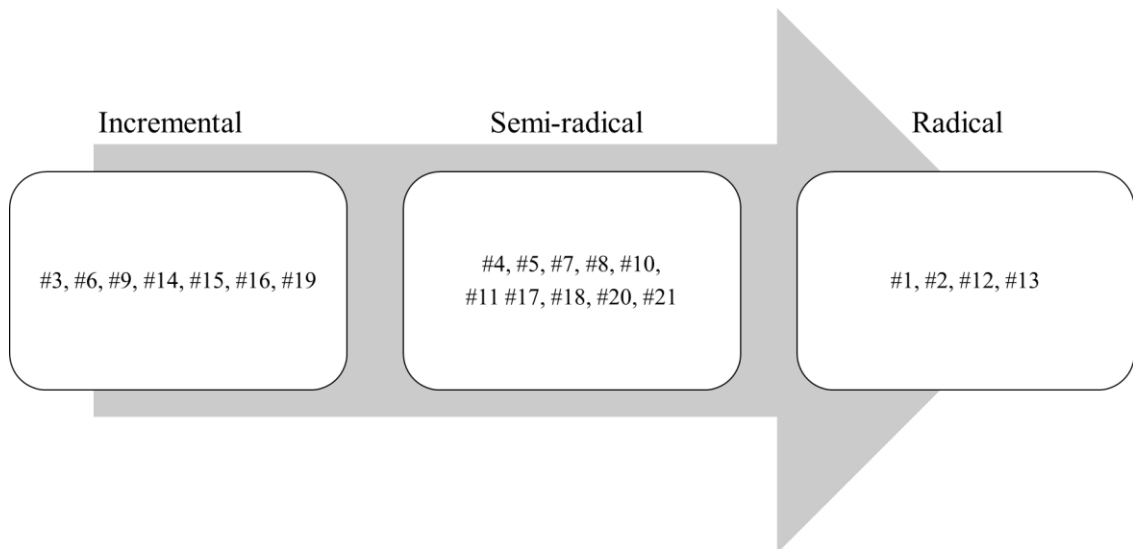 Incremental
Semi-radical
Radical
#3, #6, #9, #14, #15, #16, #19
#4, #5, #7, #8, #10,
#11 #17, #18, #20, #21
#1, #2, #12, #13